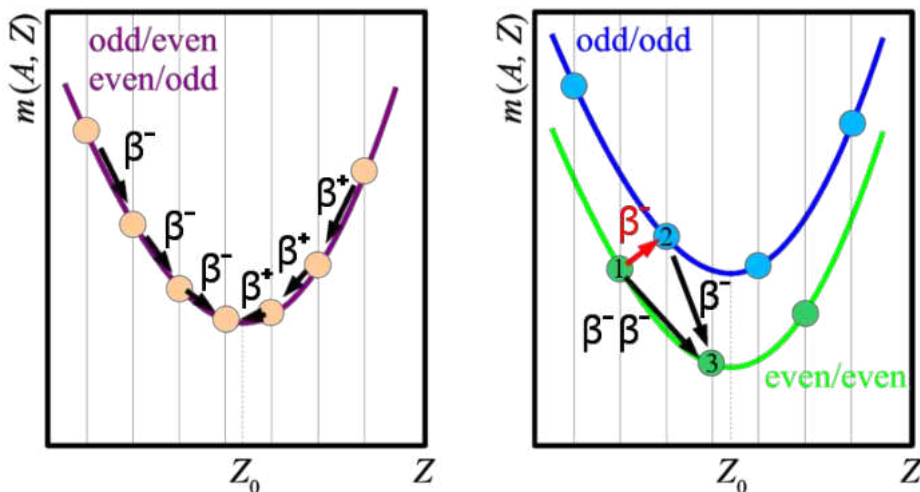 m(A, Z)
odd/even
even/odd
β⁻
β⁻
β⁻
β⁺
β⁺
β⁺
Z₀
Z
m(A, Z)
odd/odd
β⁻
2
1
β⁻
β⁻β⁻
3
even/even
Z₀
Z